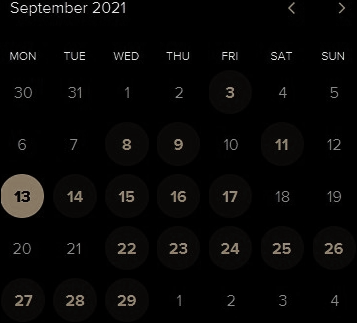 September 2021
MON TUE WED THU FRI SAT SUN
30 31 1 2 3 4 5
6 7 8 9 10 11 12
13 14 15 16 17 18 19
20 21 22 23 24 25 26
27 28 29 1 2 3 4